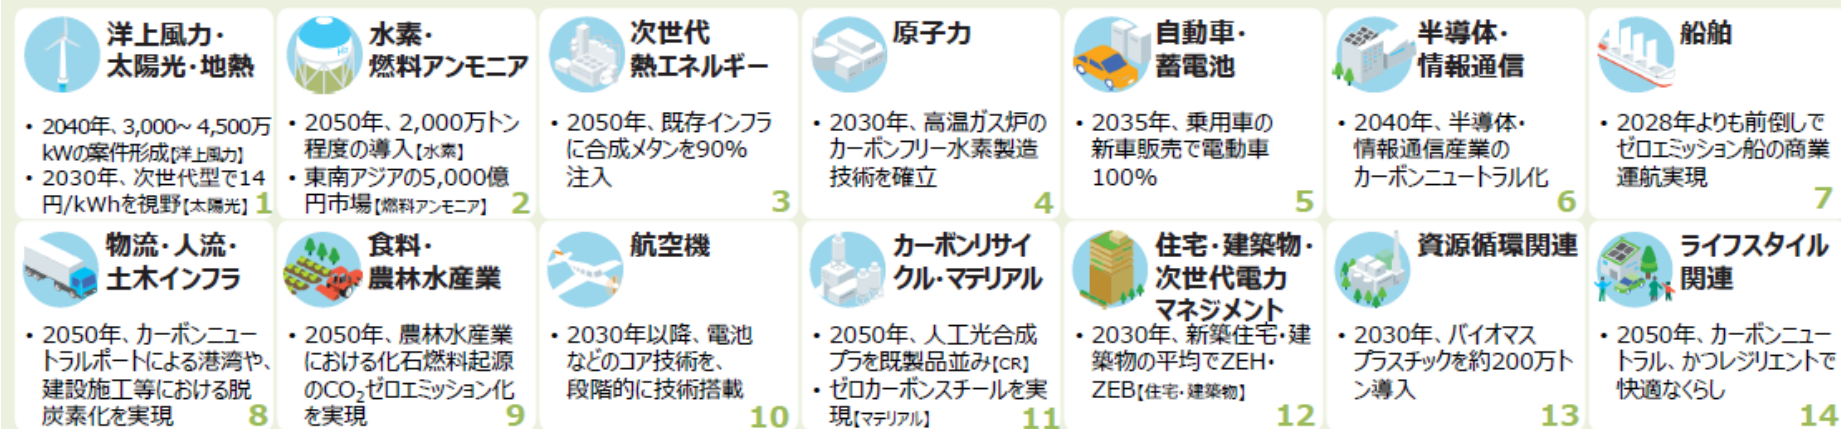 洋上風力・
太陽光・地熱
• 2040年、3,000~ 4,500万
kWの案件形成【洋上風力】
• 2030年、次世代型で14
円/kWhを視野【太陽光】
1
水素・
燃料アンモニア
• 2050年、2,000万トン
程度の導入【水素】
• 東南アジアの5,000億
円市場【燃料アンモニア】
2
次世代
熱エネルギー
• 2050年、既存インフラ
に合成メタンを90%
注入
3
原子力
• 2030年、高温ガス炉の
カーボンフリー水素製造
技術を確立
4
自動車・
蓄電池
• 2035年、乗用車の
新車販売で電動車
100%
5
半導体・
情報通信
• 2040年、半導体・
情報通信産業の
カーボンニュートラル化
6
船舶
• 2028年よりも前倒しで
ゼロエミッション船の商業
運航実現
7
物流・人流・
土木インフラ
• 2050年、カーボンニュー
トラルポートによる港湾や、
建設施工等における脱
炭素化を実現
8
食料・
農林水産業
• 2050年、農林水産業
における化石燃料起源
のCO₂ゼロエミッション化
を実現
9
航空機
• 2030年以降、電池
などのコア技術を、
段階的に技術搭載
10
カーボンリサイ
クル・マテリアル
• 2050年、人工光合成
プラを既製品並み【CR】
• ゼロカーボンスチールを実
現【マテリアル】
11
住宅・建築物・
次世代電力
マネジメント
• 2030年、新築住宅・建
築物の平均でZEH・
ZEB【住宅・建築物】
12
資源循環関連
• 2030年、バイオマス
プラスチックを約200万ト
ン導入
13
ライフスタイル
関連
• 2050年、カーボンニュー
トラル、かつレジリエントで
快適なくらし
14